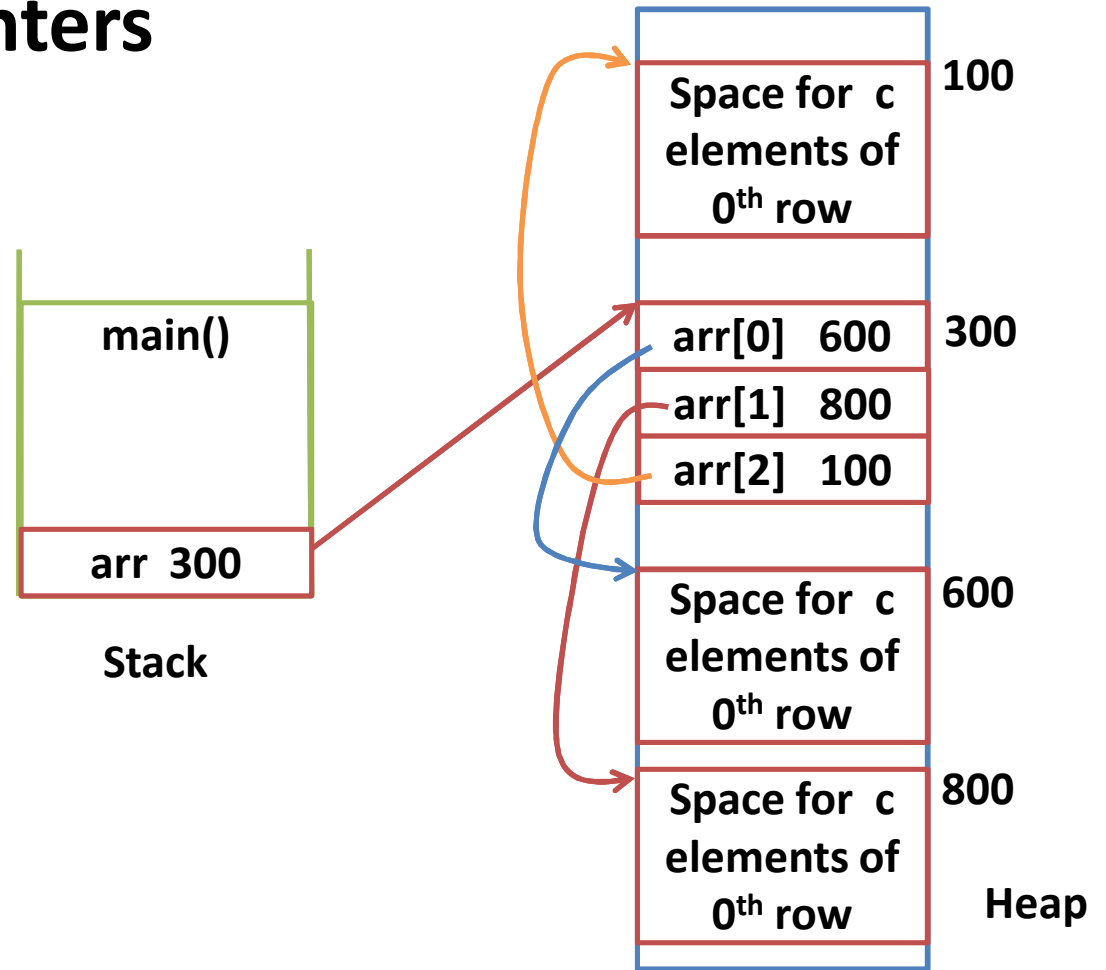 nters
main()
arr 300
Stack
Space for c
elements of
0th row
100
arr[0] 600
300
arr[1] 800
arr[2] 100
Space for c
elements of
0th row
600
Space for c
elements of
0th row
800
Heap